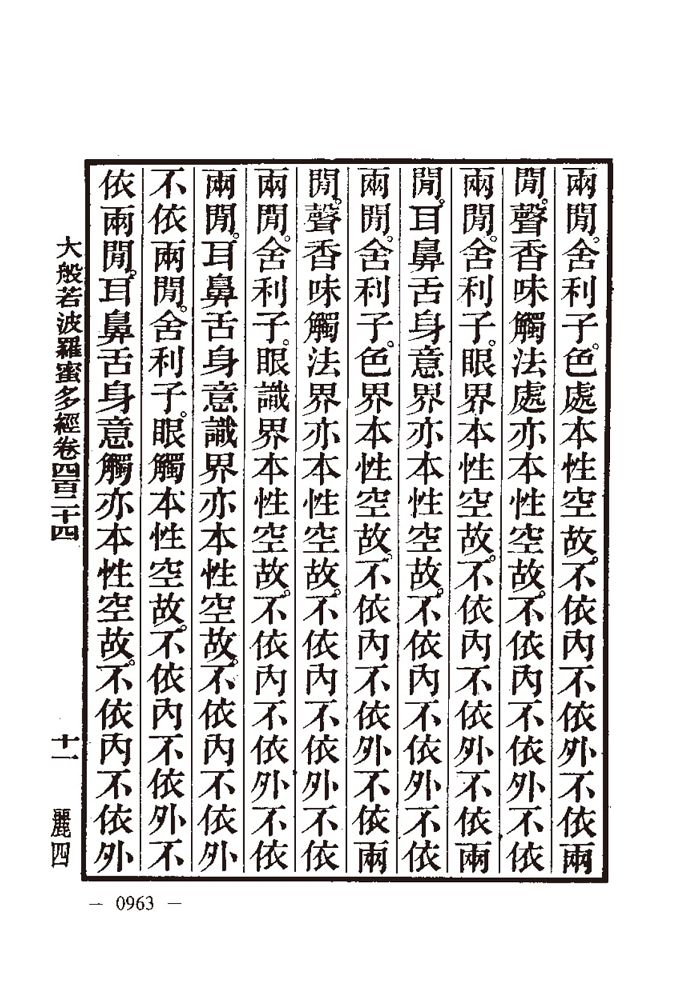 兩閒。舍利子。色處本性空故。不依內不依外不依兩
閒。聲香味觸法處亦本性空故。不依內不依外不依
兩閒。舍利子。眼界本性空故。不依內不依外不依兩
閒。耳鼻舌身意界亦本性空故。不依內不依外不依
兩閒。舍利子。色界本性空故。不依內不依外不依兩
閒。聲香味觸法界亦本性空故。不依內不依外不依
兩閒。舍利子。眼識界本性空故。不依內不依外不依
兩閒。耳鼻舌身意識界亦本性空故。不依內不依外
不依兩閒。舍利子。眼觸本性空故。不依內不依外不
依兩閒。耳鼻舌身意觸亦本性空故。不依內不依外
大般若波羅蜜多經卷四百二十四
十一
麗四
— 0963 —